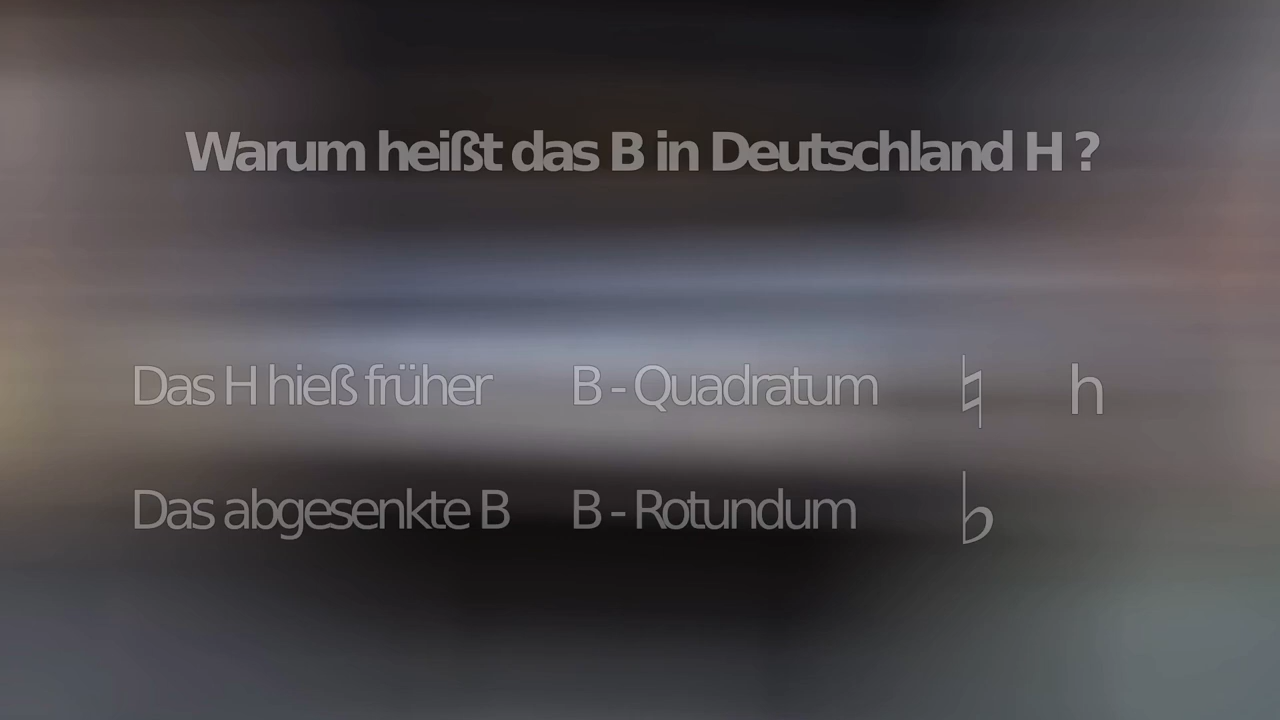 Warum heißt das B in Deutschland H ?
Das H hieß früher B - Quadratum ♮ h
Das abgesenkte B B - Rotundum ♭